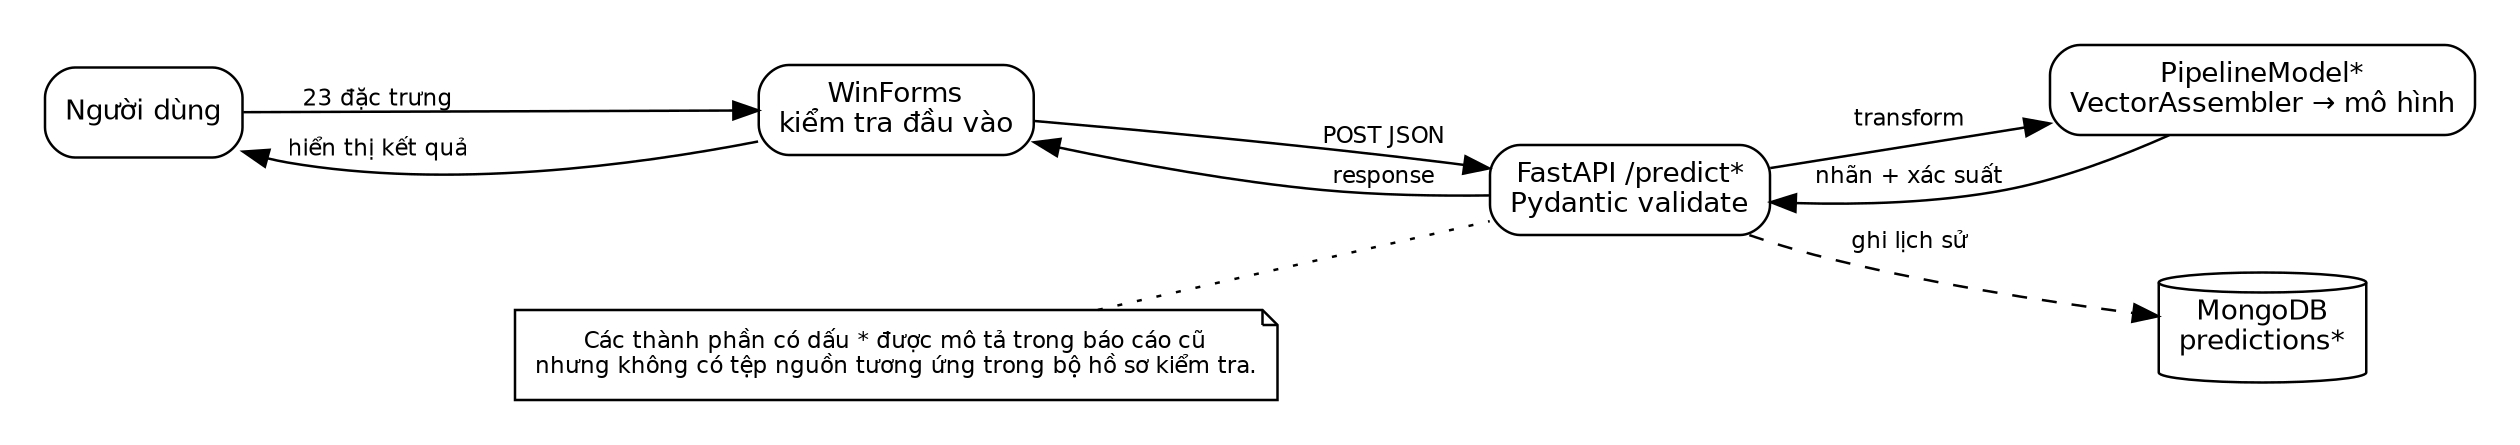 Người dùng
23 đặc trưng
hiển thị kết quả
WinForms
kiểm tra đầu vào
POST JSON
response
FastAPI /predict*
Pydantic validate
transform
nhãn + xác suất
PipelineModel*
VectorAssembler → mô hình
ghi lịch sử
MongoDB
predictions*
Các thành phần có dấu * được mô tả trong báo cáo cũ
nhưng không có tệp nguồn tương ứng trong bộ hồ sơ kiểm tra.